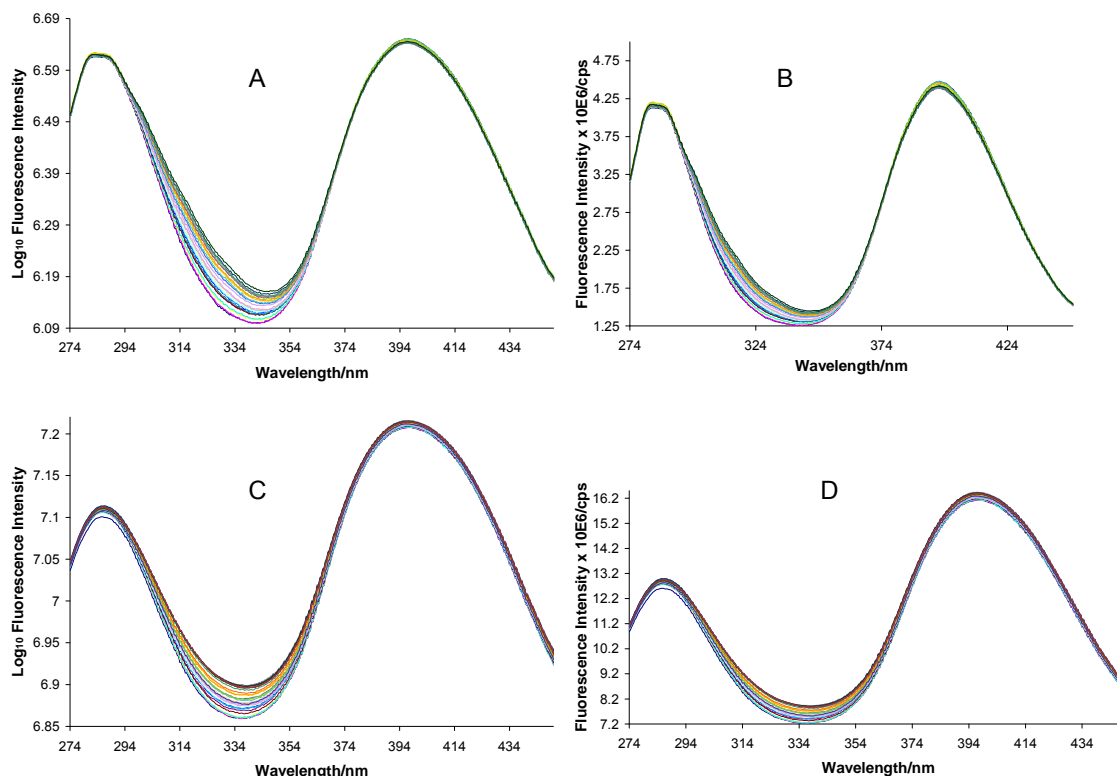 6.69
6.59
6.49
6.39
6.29
6.19
6.09
Log₁₀ Fluorescence Intensity
A
274 294 314 334 354 374 394 414 434
Wavelength/nm
4.75
4.25
3.75
3.25
2.75
2.25
1.75
1.25
Fluorescence Intensity x 10E6/cps
B
274 324 374 424
Wavelength/nm
7.2
7.15
7.1
7.05
7
6.95
6.9
6.85
Log₁₀ Fluorescence Intensity
C
274 294 314 334 354 374 394 414 434
Wavelength/nm
16.2
15.2
14.2
13.2
12.2
11.2
10.2
9.2
8.2
7.2
Fluorescence Intensity x 10E6/cps
D
274 294 314 334 354 374 394 414 434
Wavelength/nm